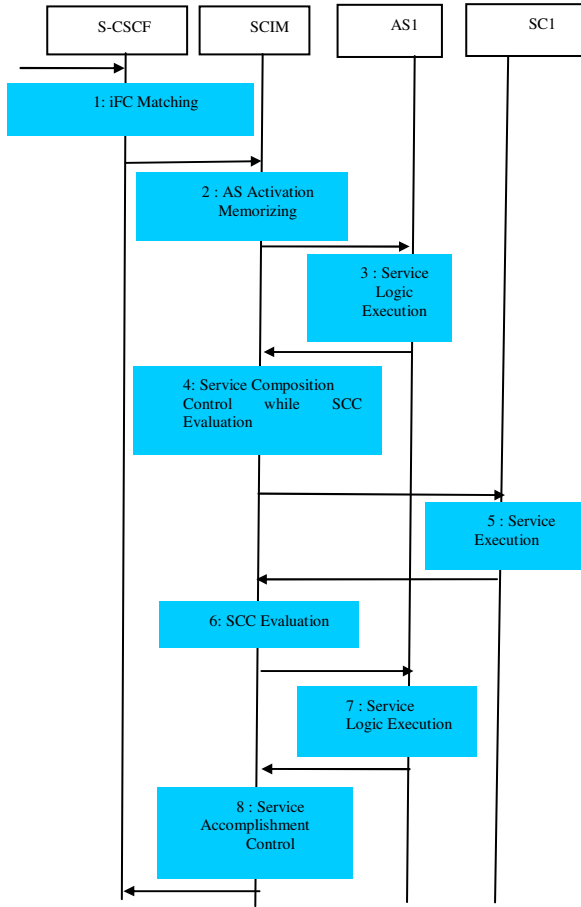 S-CSCF
SCIM
AS1
SC1
1: iFC Matching
2 : AS Activation
Memorizing
3 : Service
Logic
Execution
4: Service Composition
Control while SCC
Evaluation
5 : Service
Execution
6: SCC Evaluation
7 : Service
Logic Execution
8 : Service
Accomplishment
Control